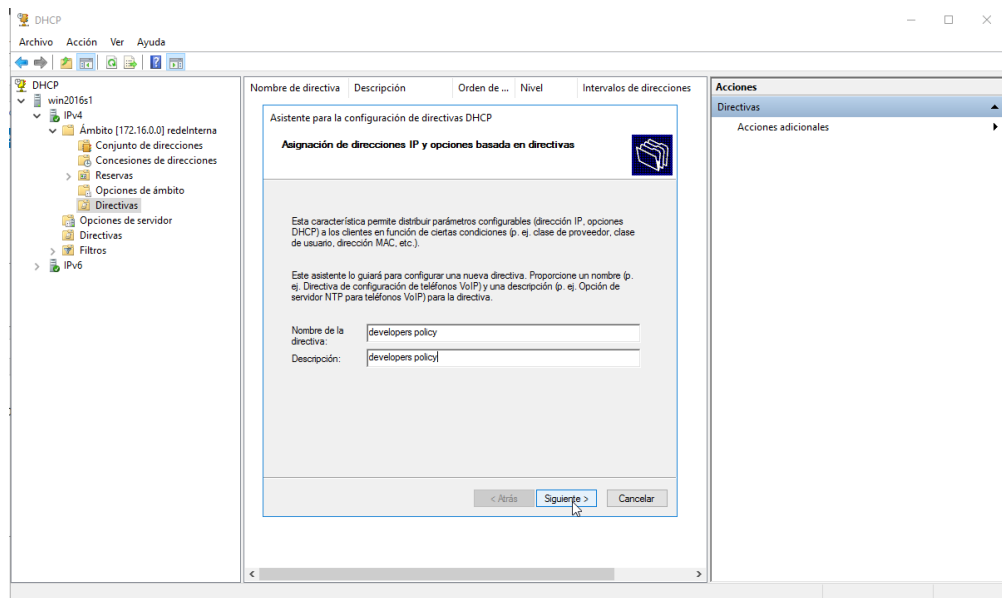 DHCP
Archivo Acción Ver Ayuda
DHCP
win2016s1
IPv4
Ámbito [172.16.0.0] redeInterna
Conjunto de direcciones
Concesiones de direcciones
Reservas
Opciones de ámbito
Directivas
Opciones de servidor
Directivas
Filtros
IPv6
Nombre de directiva Descripción Orden de ... Nivel Intervalos de direcciones
Asistente para la configuración de directivas DHCP
Asignación de direcciones IP y opciones basada en directivas
Esta característica permite distribuir parámetros configurables (dirección IP, opciones
DHCP) a los clientes en función de ciertas condiciones (p. ej. clase de proveedor, clase
de usuario, dirección MAC, etc.).
Este asistente lo guiará para configurar una nueva directiva. Proporcione un nombre (p.
ej. Directiva de configuración de teléfonos VoIP) y una descripción (p. ej. Opción de
servidor NTP para teléfonos VoIP) para la directiva.
Nombre de la
directiva:
developers policy
Descripción:
developers policy
< Atrás Siguiente > Cancelar
Acciones
Directivas
Acciones adicionales